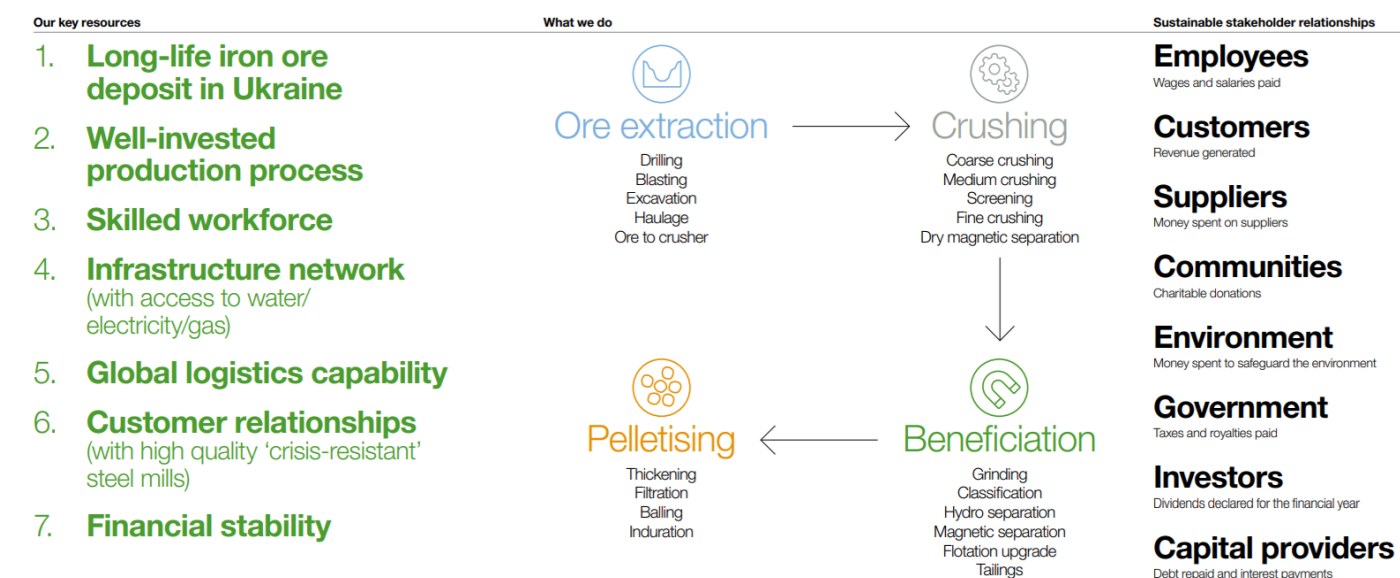 Our key resources
1. Long-life iron ore
deposit in Ukraine
2. Well-invested
production process
3. Skilled workforce
4. Infrastructure network
(with access to water/
electricity/gas)
5. Global logistics capability
6. Customer relationships
(with high quality ‘crisis-resistant’
steel mills)
7. Financial stability
What we do
Ore extraction
Drilling
Blasting
Excavation
Haulage
Ore to crusher
Crushing
Coarse crushing
Medium crushing
Screening
Fine crushing
Dry magnetic separation
Beneficiation
Grinding
Classification
Hydro separation
Magnetic separation
Flotation upgrade
Tailings
Pelletising
Thickening
Filtration
Balling
Induration
Sustainable stakeholder relationships
Employees
Wages and salaries paid
Customers
Revenue generated
Suppliers
Money spent on suppliers
Communities
Charitable donations
Environment
Money spent to safeguard the environment
Government
Taxes and royalties paid
Investors
Dividends declared for the financial year
Capital providers
Debt repaid and interest payments